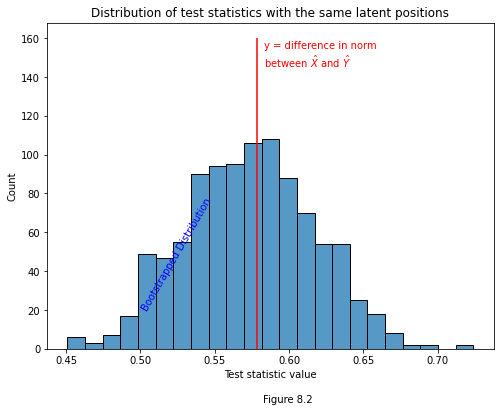 Distribution of test statistics with the same latent positions
160
140
120
100
80
60
40
20
0
Count
y = difference in norm
between X̂ and Ŷ
Bootstrapped Distribution
0.45 0.50 0.55 0.60 0.65 0.70
Test statistic value
Figure 8.2